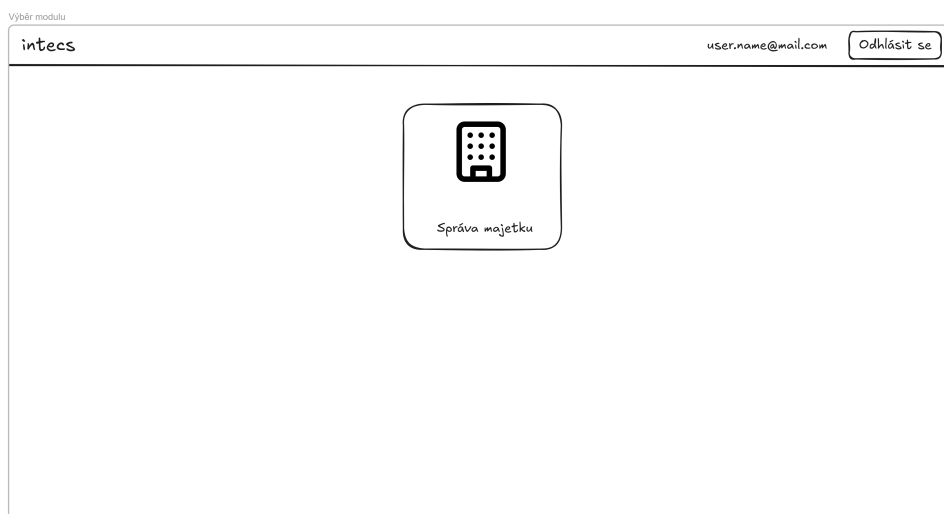 Výběr modulu
intecs
user.name@mail.com
Odhlásit se
Správa majetku